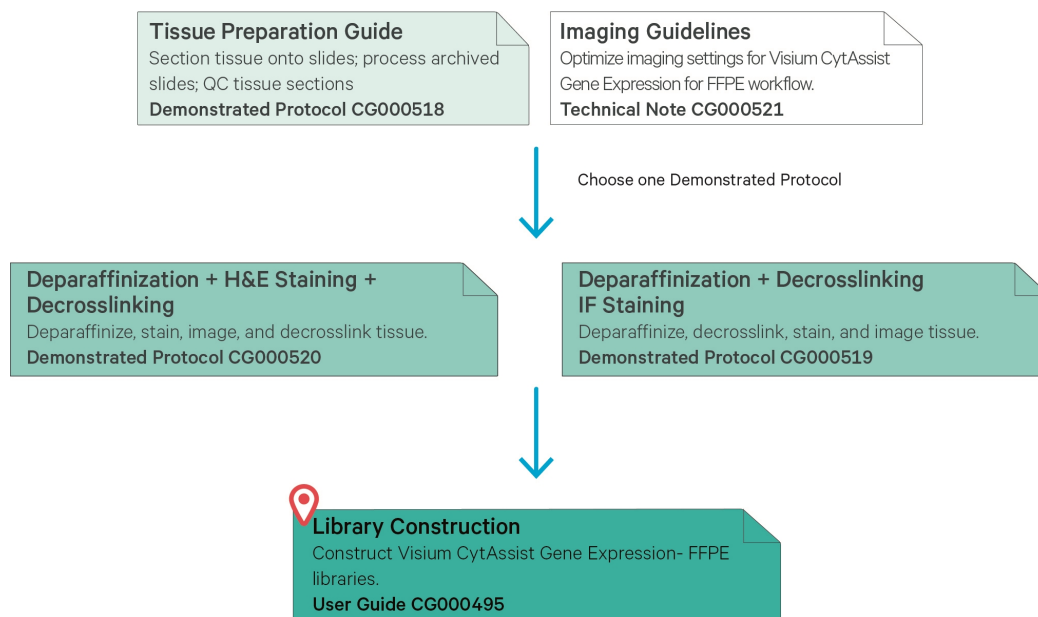 Tissue Preparation Guide
Section tissue onto slides; process archived
slides; QC tissue sections
Demonstrated Protocol CG000518
Imaging Guidelines
Optimize imaging settings for Visium CytAssist
Gene Expression for FFPE workflow.
Technical Note CG000521
Choose one Demonstrated Protocol
Deparaffinization + H&E Staining +
Decrosslinking
Deparaffinize, stain, image, and decrosslink tissue.
Demonstrated Protocol CG000520
Deparaffinization + Decrosslinking
IF Staining
Deparaffinize, decrosslink, stain, and image tissue.
Demonstrated Protocol CG000519
Library Construction
Construct Visium CytAssist Gene Expression- FFPE
libraries.
User Guide CG000495